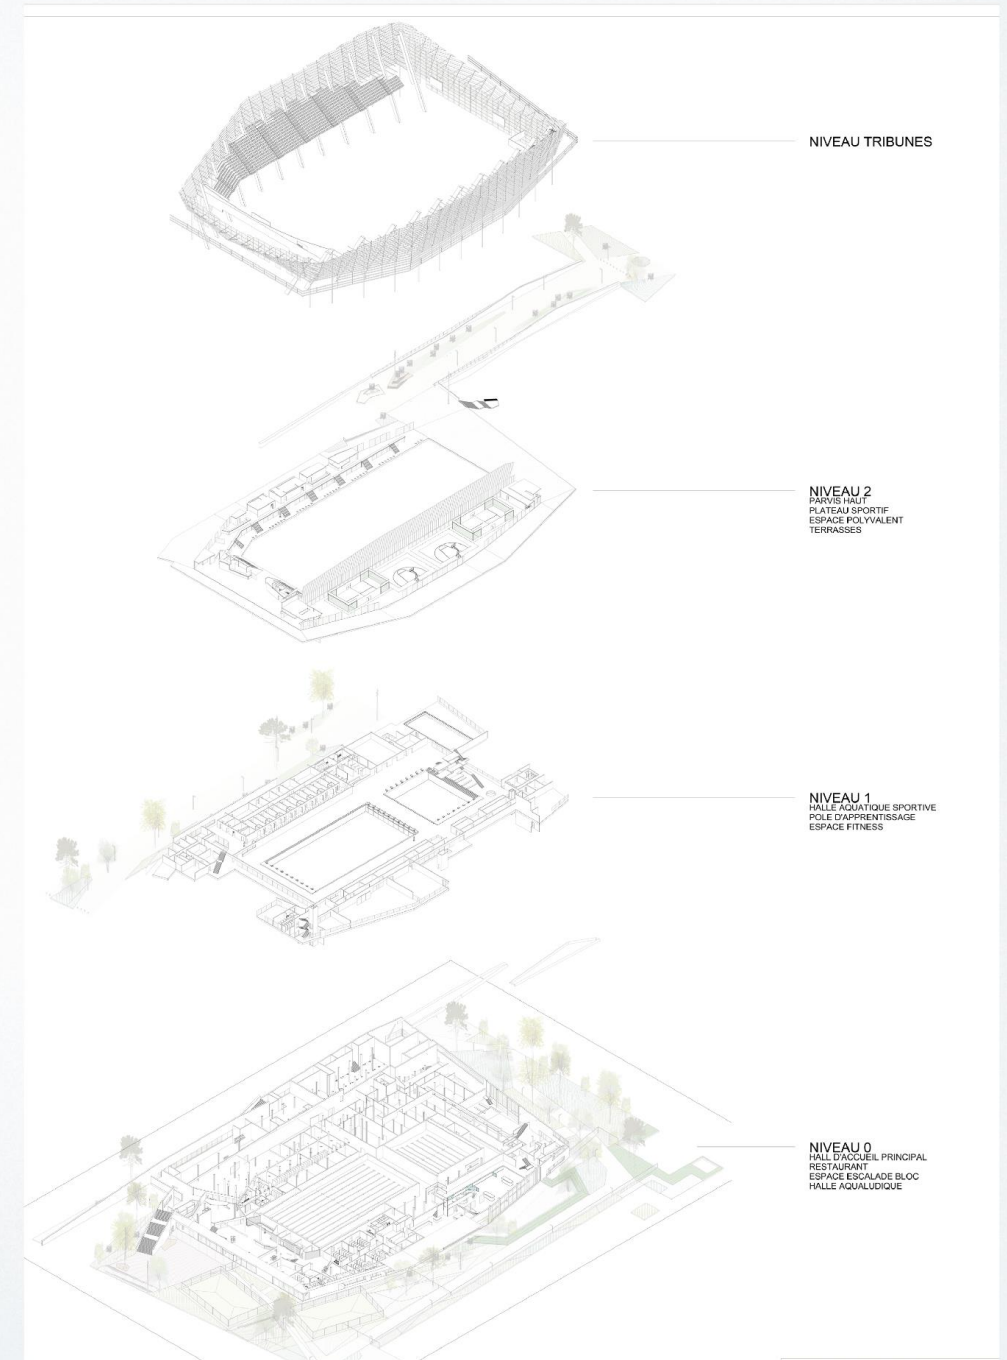 NIVEAU TRIBUNES
NIVEAU 2
PARVIS HAUT
PLATEAU SPORTIF
ESPACE POLYVALENT
TERRASSES
NIVEAU 1
HALLE AQUATIQUE SPORTIVE
POLE D'APPRENTISSAGE
ESPACE FITNESS
NIVEAU 0
HALL D'ACCUEIL PRINCIPAL
RESTAURANT
ESPACE ESCALADE BLOC
HALLE AQUALUDIQUE